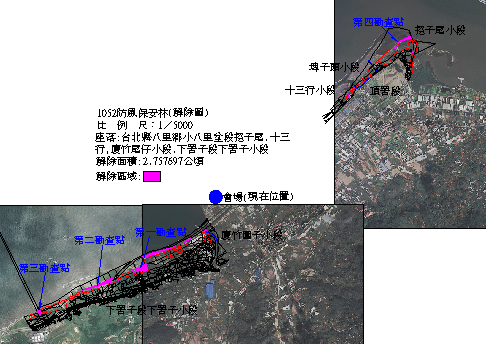 第四勘查點
挖子尾小段
埤子頭小段
十三行小段
頂罟段
1052防風保安林(解除圖)
比 例 尺：1／5000
座落：台北縣八里鄉小八里坌段挖子尾,十三
行,廈竹尾仔小段,下罟子段下罟子小段
解除面積：2.757697公頃
解除區域：
會場(現在位置)
第一勘查點
廈竹圍子小段
第二勘查點
第三勘查點
下罟子段下罟子小段